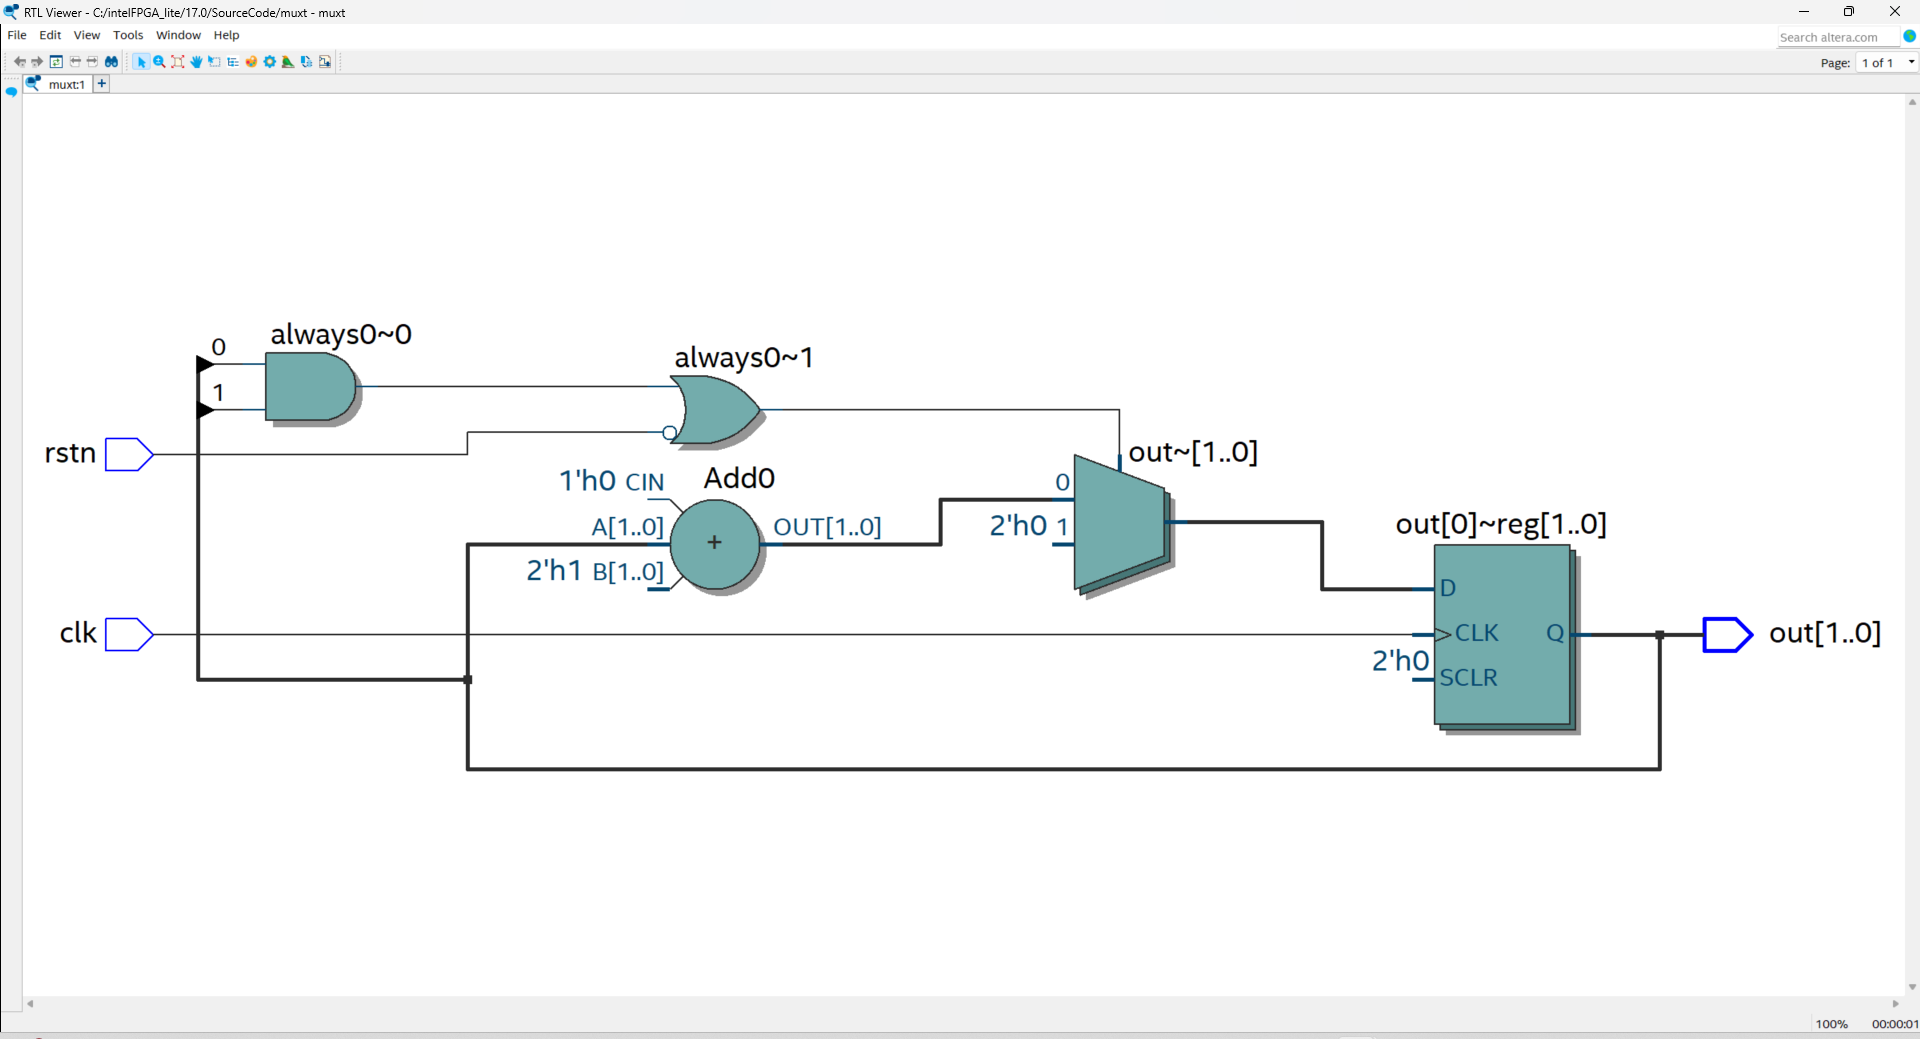 RTL Viewer - C:/intelFPGA_lite/17.0/SourceCode/muxt - muxt
File Edit View Tools Window Help
Search altera.com
Page: 1 of 1
muxt:1 +
always0~0
0
1
always0~1
rstn
out~[1..0]
1'h0 CIN
Add0
0
A[1..0]
+
OUT[1..0]
2'h0 1
2'h1 B[1..0]
out[0]~reg[1..0]
D
clk
CLK
Q
out[1..0]
2'h0
SCLR
100% 00:00:01